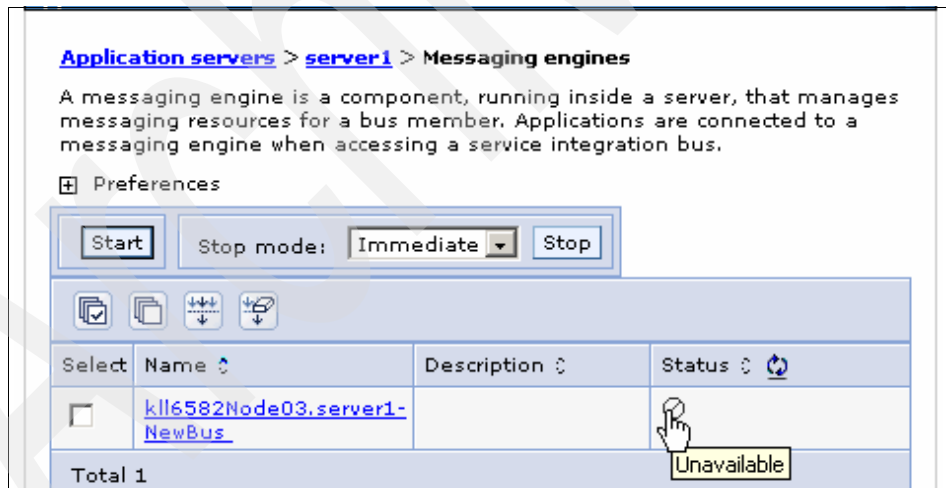 Application servers > server1 > Messaging engines
A messaging engine is a component, running inside a server, that manages
messaging resources for a bus member. Applications are connected to a
messaging engine when accessing a service integration bus.
Preferences
Start Stop mode: Immediate Stop
Select Name Description Status
kll6582Node03.server1-
NewBus
Unavailable
Total 1